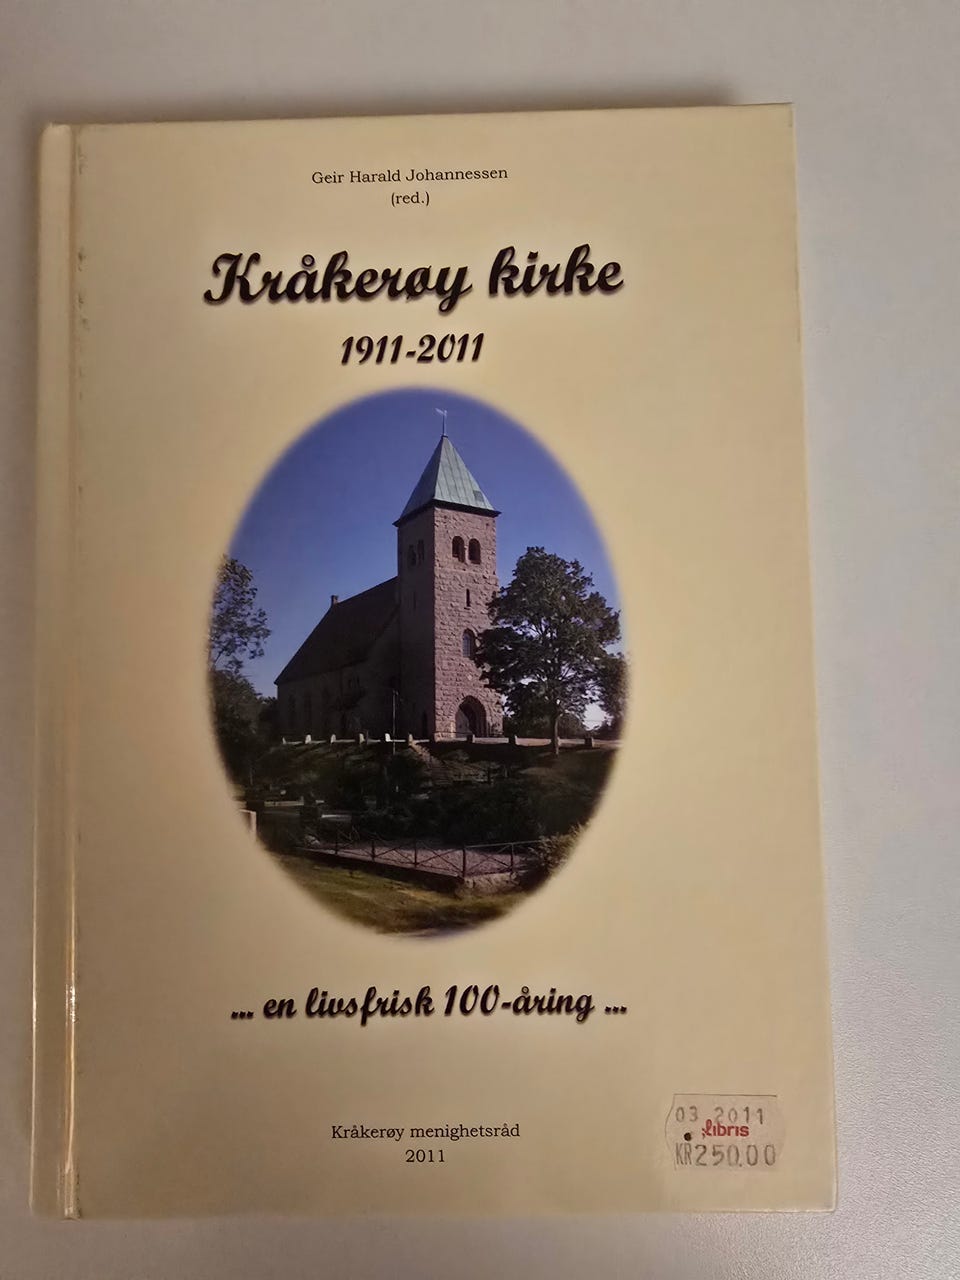 Geir Harald Johannessen
(red.)
Kråkerøy kirke
1911-2011
... en livsfrisk 100-åring ...
Kråkerøy menighetsråd
2011
03 2011
libris
KR250.00